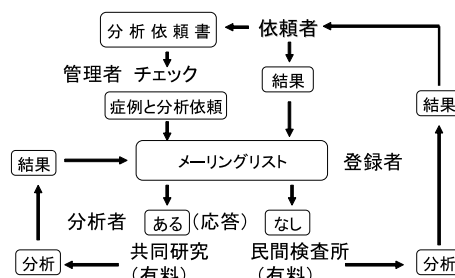 分析依頼書 依頼者
管理者 チェック 結果
症例と分析依頼 結果
結果 メーリングリスト 登録者
分析者 ある (応答) なし
分析 共同研究 民間検査所 分析
(有料) (有料)